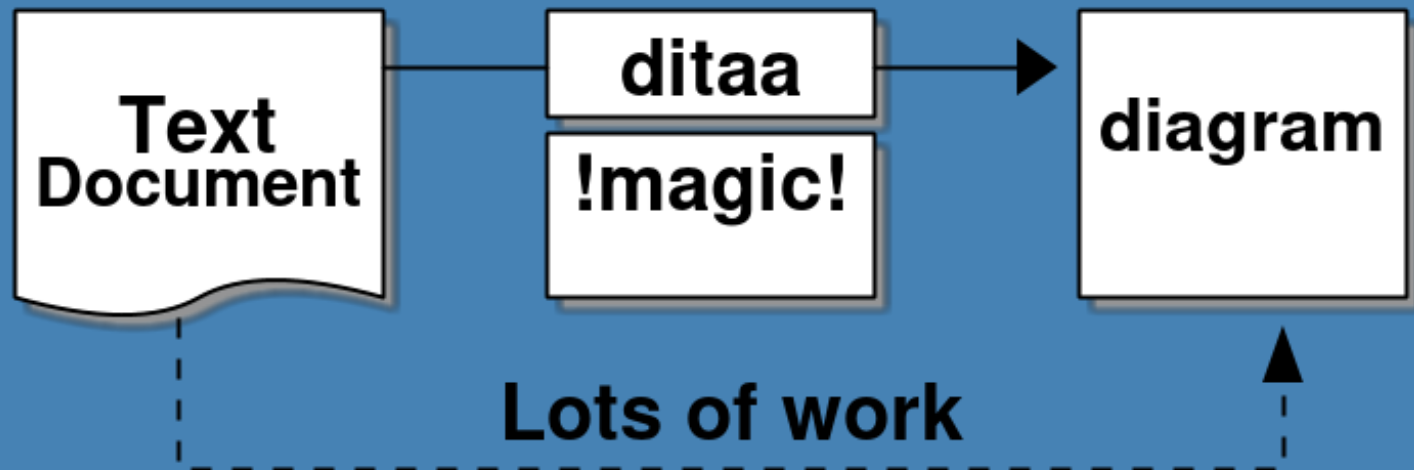 Text
Document
ditaa
!magic!
diagram
Lots of work